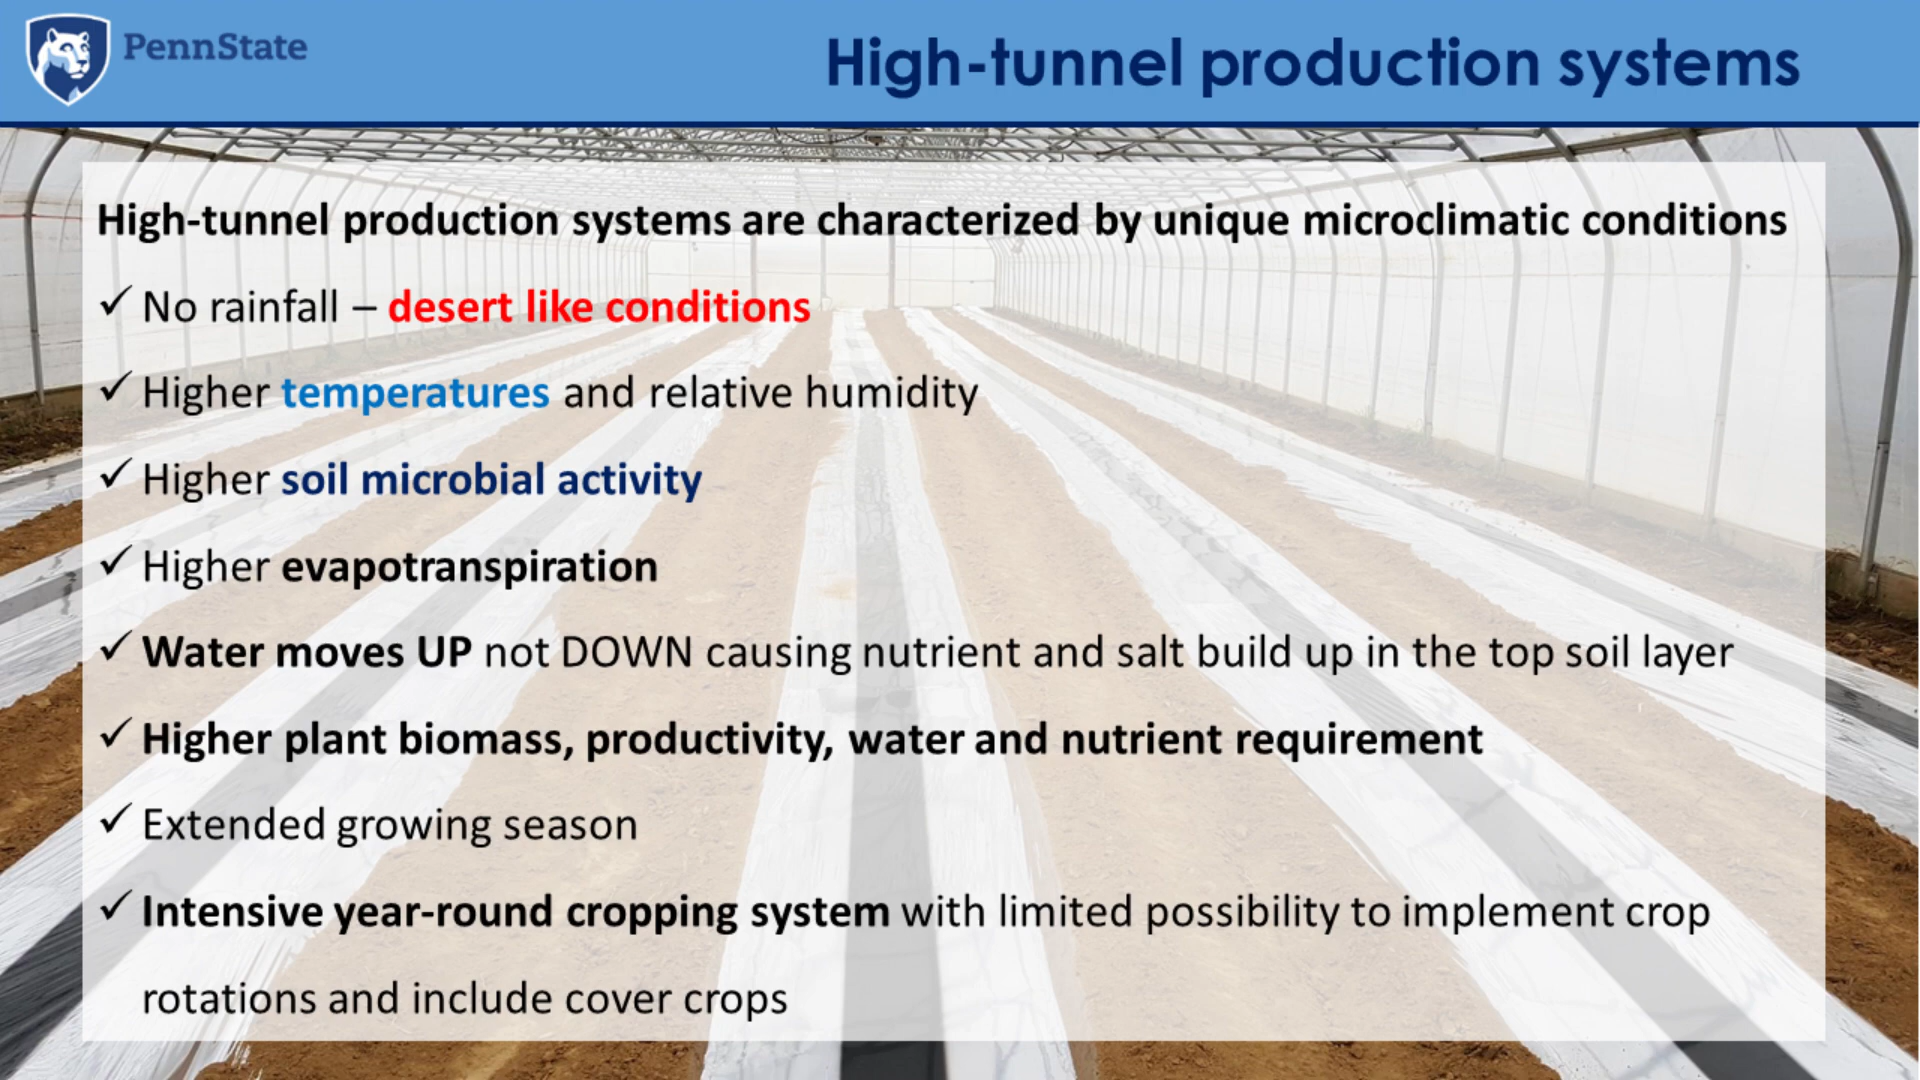 PennState
High-tunnel production systems
High-tunnel production systems are characterized by unique microclimatic conditions
✓ No rainfall – desert like conditions
✓ Higher temperatures and relative humidity
✓ Higher soil microbial activity
✓ Higher evapotranspiration
✓ Water moves UP not DOWN causing nutrient and salt build up in the top soil layer
✓ Higher plant biomass, productivity, water and nutrient requirement
✓ Extended growing season
✓ Intensive year-round cropping system with limited possibility to implement crop
rotations and include cover crops